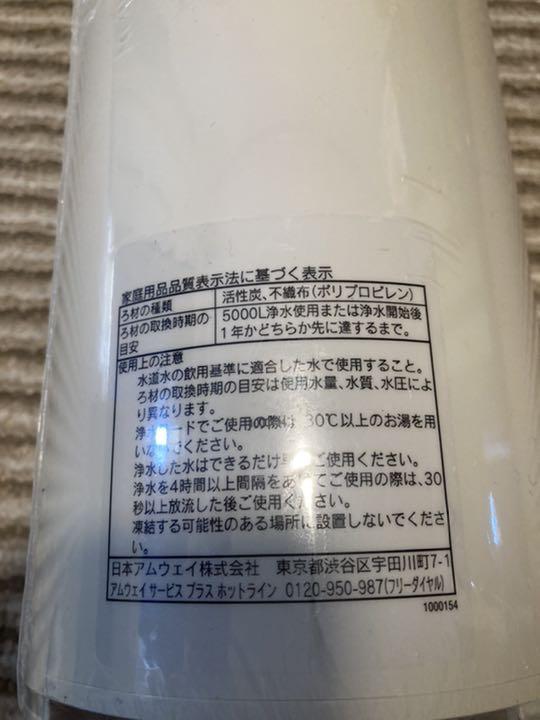 家庭用品品質表示法に基づく表示
ろ材の種類 活性炭、不織布(ポリプロピレン)
ろ材の取換時期の目安 5000L浄水使用または浄水開始後
1年かどちらか先に達するまで。
使用上の注意
水道水の飲用基準に適合した水で使用すること。
ろ材の取換時期の目安は使用水量、水質、水圧によ
り異なります。
浄水 ードでご使用の際は、30℃以上のお湯を用
い でください。
浄水した水はできるだけ ご使用ください。
浄水を4時間以上間隔をあ てご使用の際は、30
秒以上放流した後ご使用ください。
凍結する可能性のある場所に設置しないでくださ
い。
日本アムウェイ株式会社 東京都渋谷区宇田川町7-1
アムウェイ サービス プラス ホットライン 0120-950-987(フリーダイヤル)
1000154